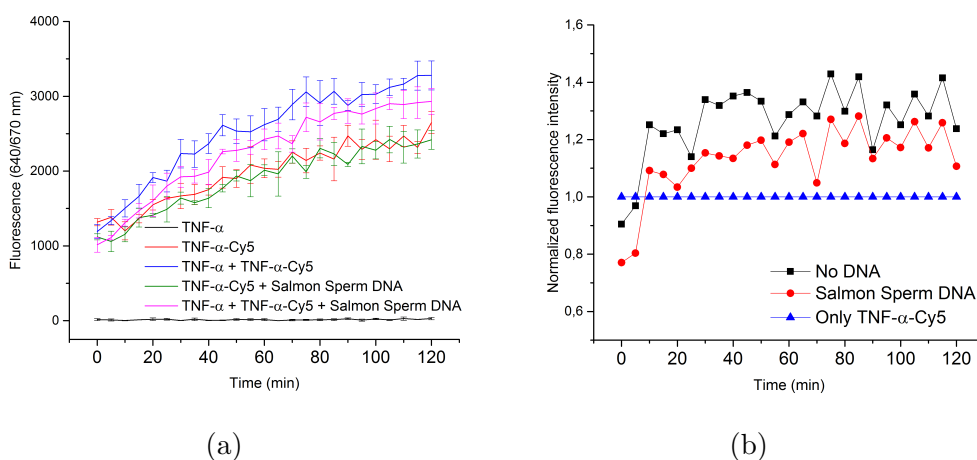 4000
3000
2000
1000
0
Fluorescence (640/670 nm)
TNF-α
TNF-α-Cy5
TNF-α + TNF-α-Cy5
TNF-α-Cy5 + Salmon Sperm DNA
TNF-α + TNF-α-Cy5 + Salmon Sperm DNA
0 20 40 60 80 100 120
Time (min)
(a)
1,6
1,4
1,2
1,0
0,8
0,6
Normalized fluorescence intensity
No DNA
Salmon Sperm DNA
Only TNF-α-Cy5
0 20 40 60 80 100 120
Time (min)
(b)